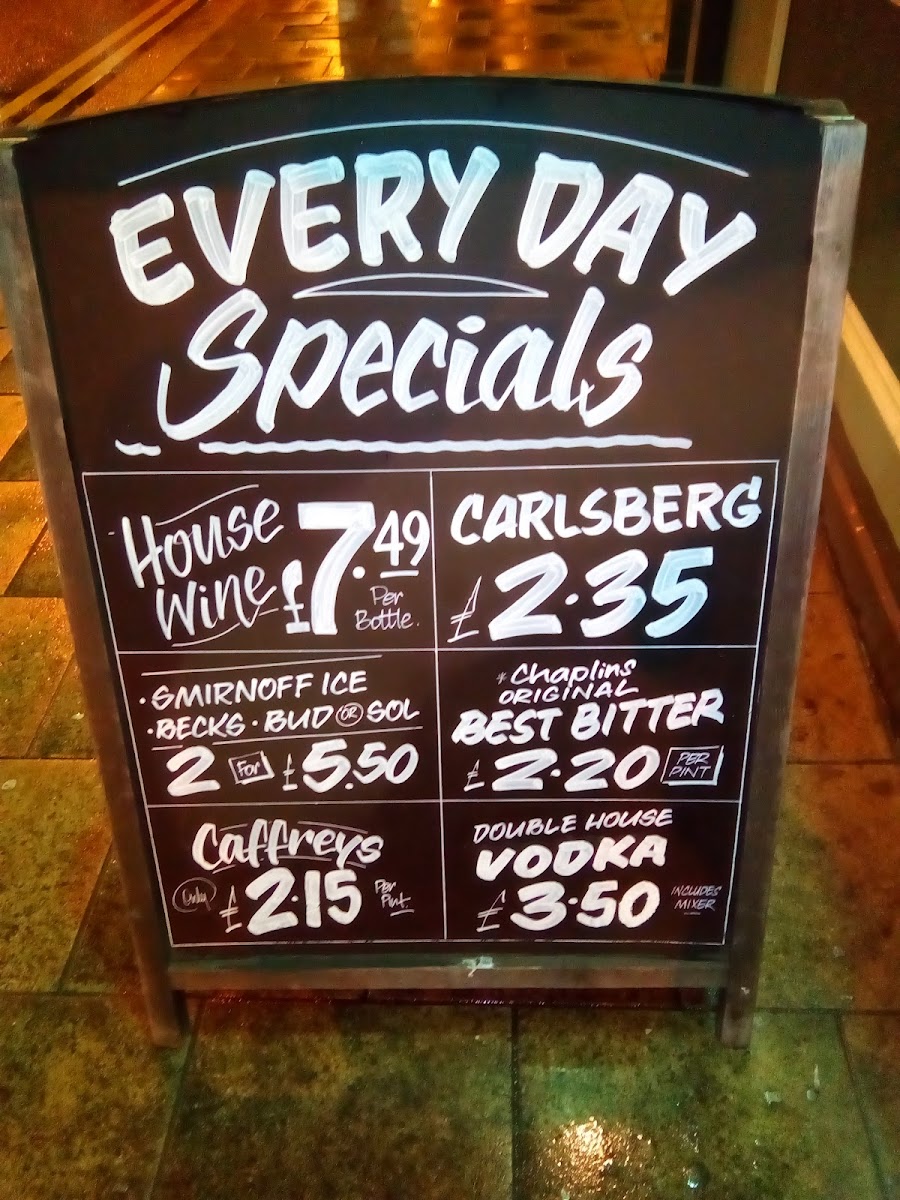 EVERY DAY
Specials
House
Wine
£7.49
Per
Bottle.
CARLSBERG
£2.35
·SMIRNOFF ICE
·BECKS·BUD OR SOL
2 For £5.50
*Chaplins
ORIGINAL
BEST BITTER
£2.20 PER
PINT
Caffreys
Only £2.15 Per
Pint.
DOUBLE HOUSE
VODKA
£3.50 INCLUDES
MIXER